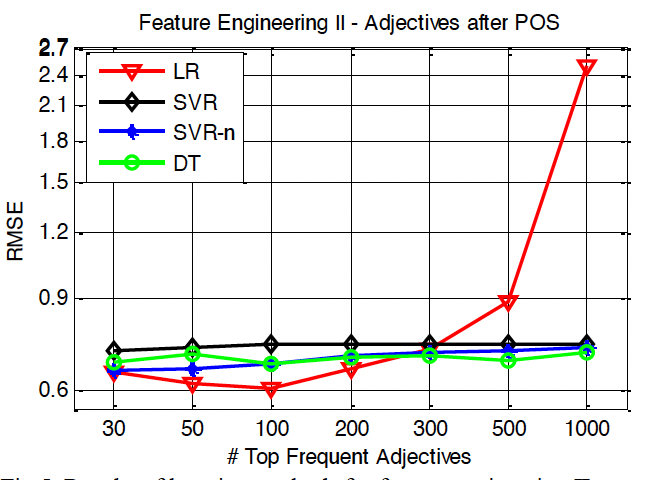 Feature Engineering II - Adjectives after POS
2.7
2.4
2.1
1.8
1.5
1.2
0.9
0.6
RMSE
LR
SVR
SVR-n
DT
30 50 100 200 300 500 1000
# Top Frequent Adjectives